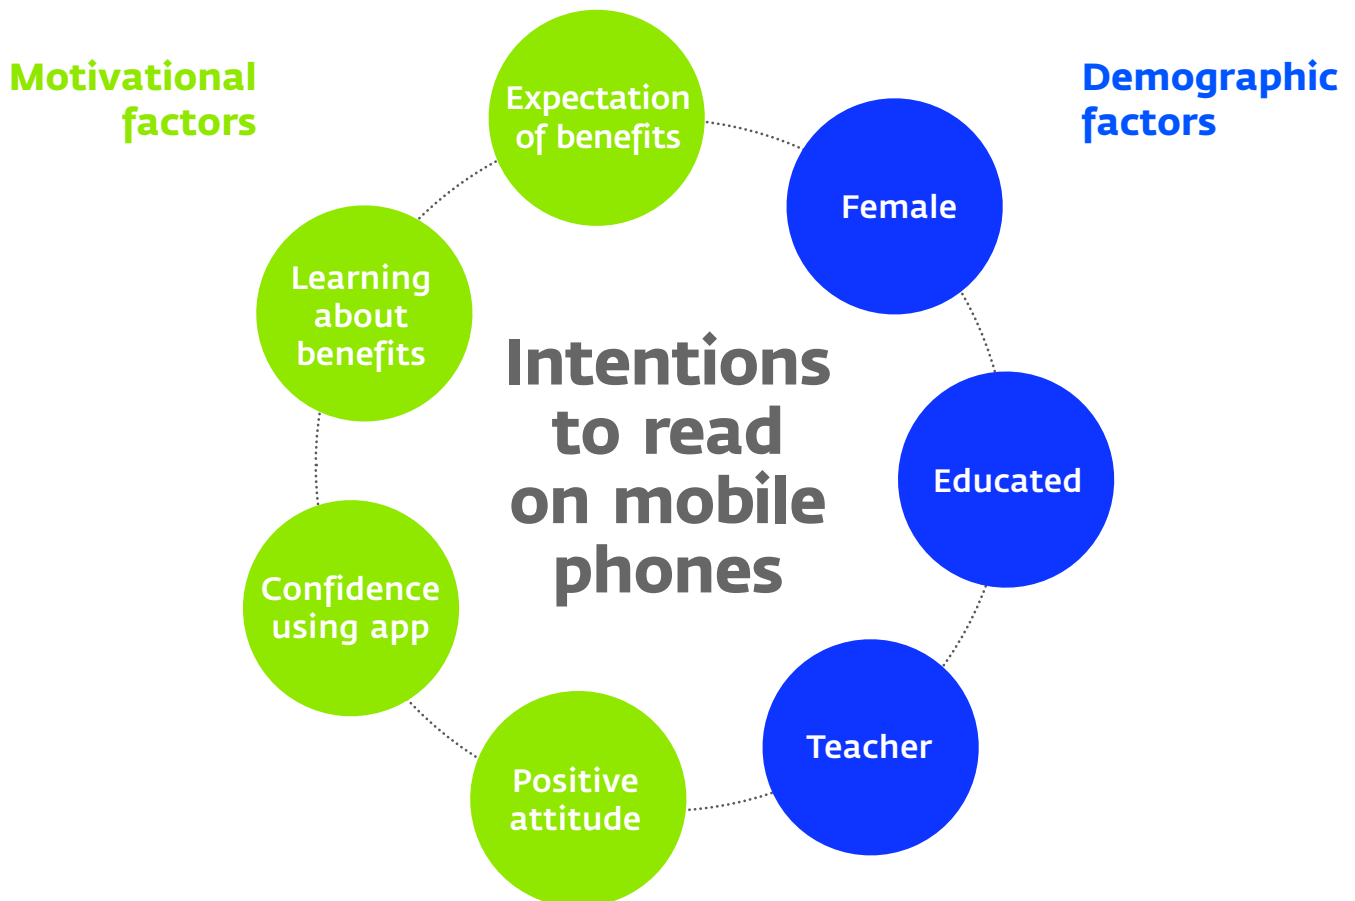 Motivational
factors
Demographic
factors
Expectation
of benefits
Female
Learning
about
benefits
Intentions
to read
on mobile
phones
Educated
Confidence
using app
Teacher
Positive
attitude